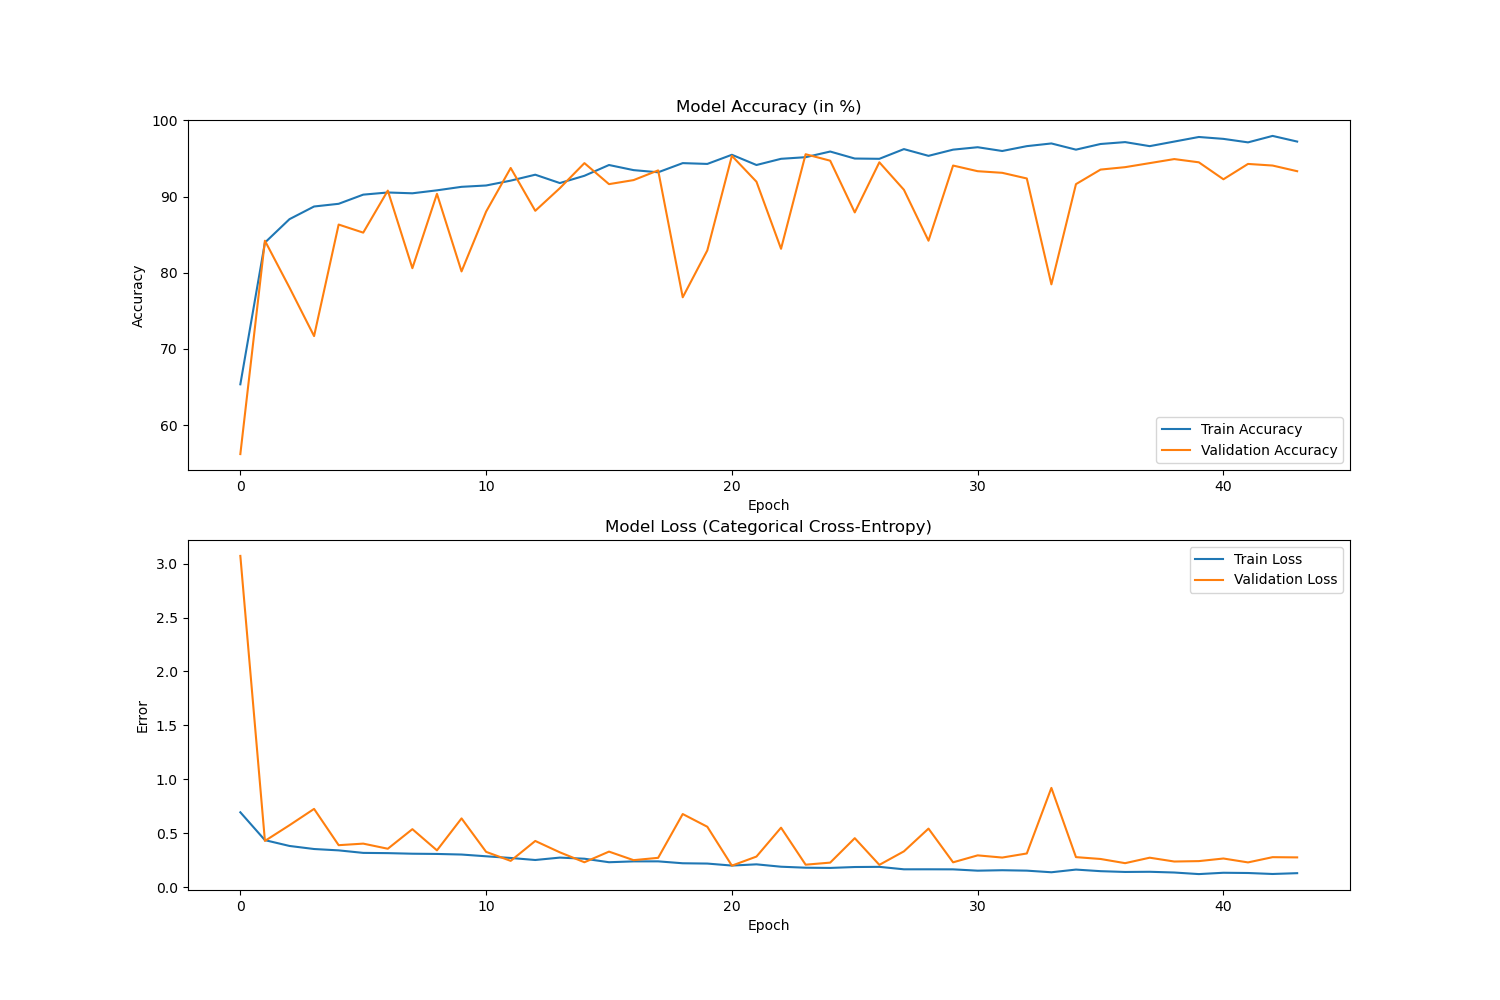 Model Accuracy (in %)
100
90
80
70
60
Accuracy
Train Accuracy
Validation Accuracy
0 10 20 30 40
Epoch
Model Loss (Categorical Cross-Entropy)
3.0
2.5
2.0
1.5
1.0
0.5
0.0
Error
Train Loss
Validation Loss
0 10 20 30 40
Epoch